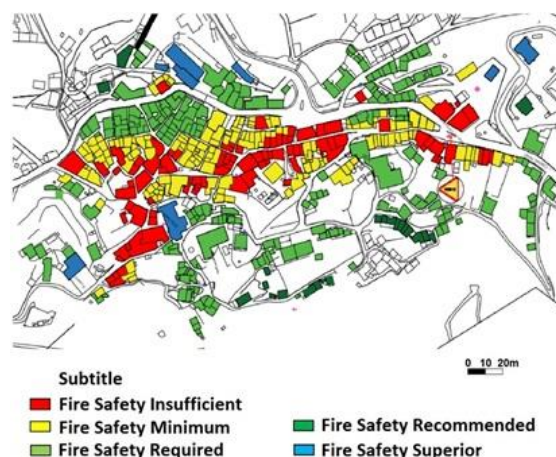 0 10 20m
Subtitle
Fire Safety Insufficient
Fire Safety Minimum
Fire Safety Required
Fire Safety Recommended
Fire Safety Superior